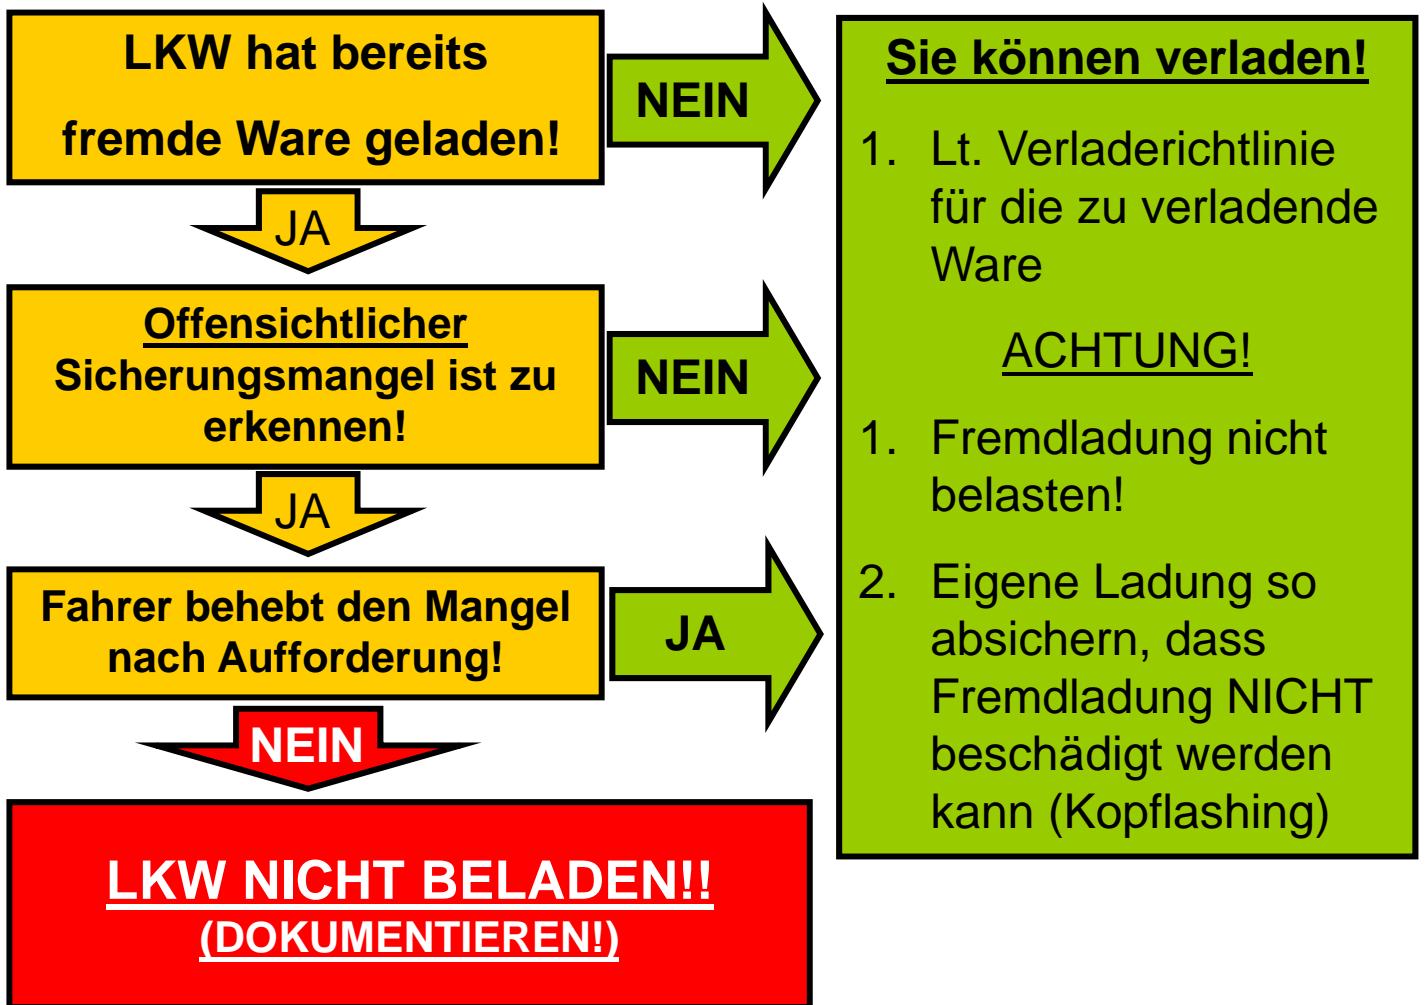 LKW hat bereits
fremde Ware geladen!
NEIN
JA
Offensichtlicher
Sicherungsmangel ist zu
erkennen!
NEIN
JA
Fahrer behebt den Mangel
nach Aufforderung!
JA
NEIN
LKW NICHT BELADEN!!
(DOKUMENTIEREN!)
Sie können verladen!
1. Lt. Verladerichtlinie
für die zu verladende
Ware
ACHTUNG!
1. Fremdladung nicht
belasten!
2. Eigene Ladung so
absichern, dass
Fremdladung NICHT
beschädigt werden
kann (Kopflashing)